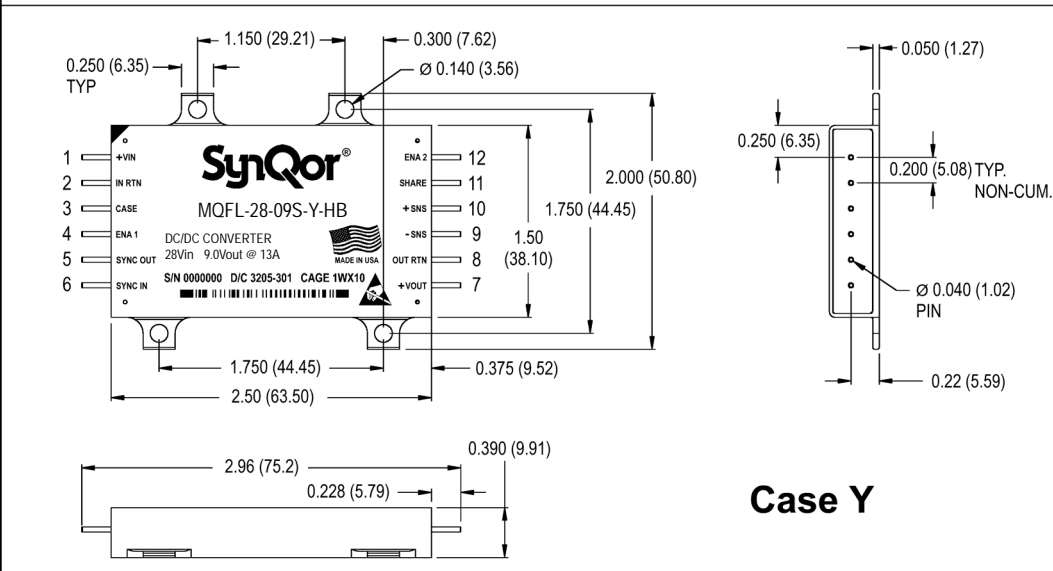 1.150 (29.21)
0.300 (7.62)
0.250 (6.35)
TYP
Ø 0.140 (3.56)
1 +VIN
2 IN RTN
3 CASE
4 ENA 1
5 SYNC OUT
6 SYNC IN
SynQor®
MQFL-28-09S-Y-HB
DC/DC CONVERTER
28Vin 9.0Vout @ 13A
MADE IN USA
S/N 0000000 D/C 3205-301 CAGE 1WX10
ENA 2 12
SHARE 11
+SNS 10
-SNS 9
OUT RTN 8
+VOUT 7
2.000 (50.80)
1.750 (44.45)
1.50
(38.10)
1.750 (44.45)
0.375 (9.52)
2.50 (63.50)
0.050 (1.27)
0.250 (6.35)
0.200 (5.08) TYP.
NON-CUM.
Ø 0.040 (1.02)
PIN
0.22 (5.59)
2.96 (75.2)
0.228 (5.79)
0.390 (9.91)
Case Y